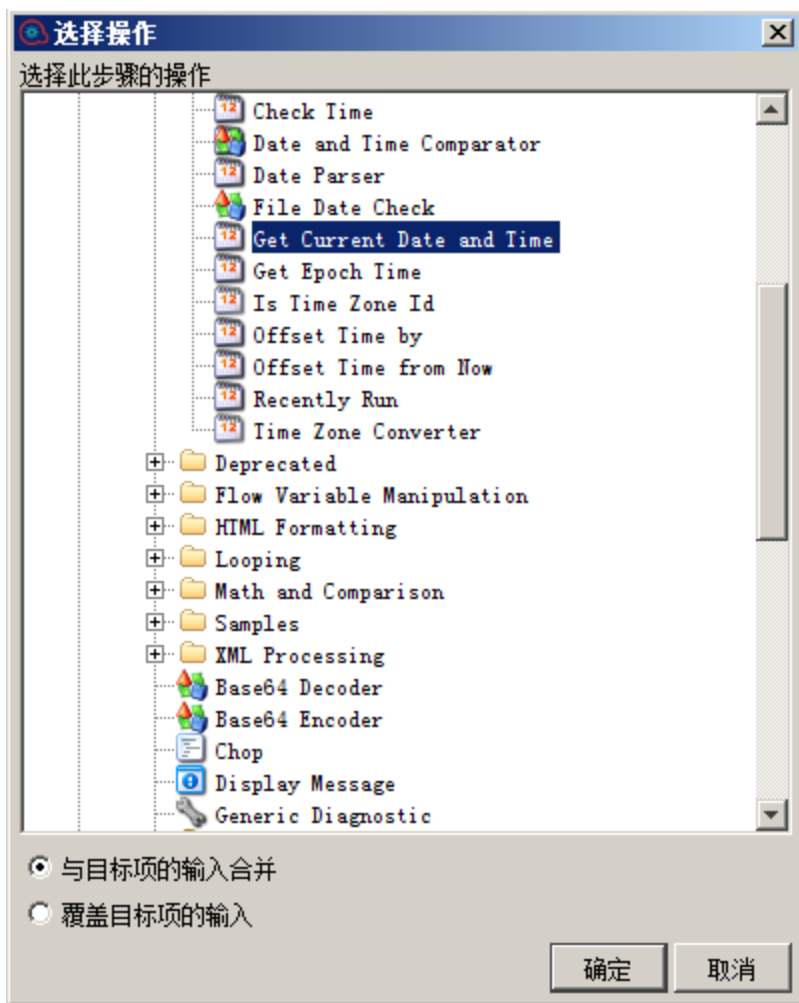 选择操作
选择此步骤的操作
Check Time
Date and Time Comparator
Date Parser
File Date Check
Get Current Date and Time
Get Epoch Time
Is Time Zone Id
Offset Time by
Offset Time from Now
Recently Run
Time Zone Converter
Deprecated
Flow Variable Manipulation
HTML Formatting
Looping
Math and Comparison
Samples
XML Processing
Base64 Decoder
Base64 Encoder
Chop
Display Message
Generic Diagnostic
与目标项的输入合并
覆盖目标项的输入
确定 取消